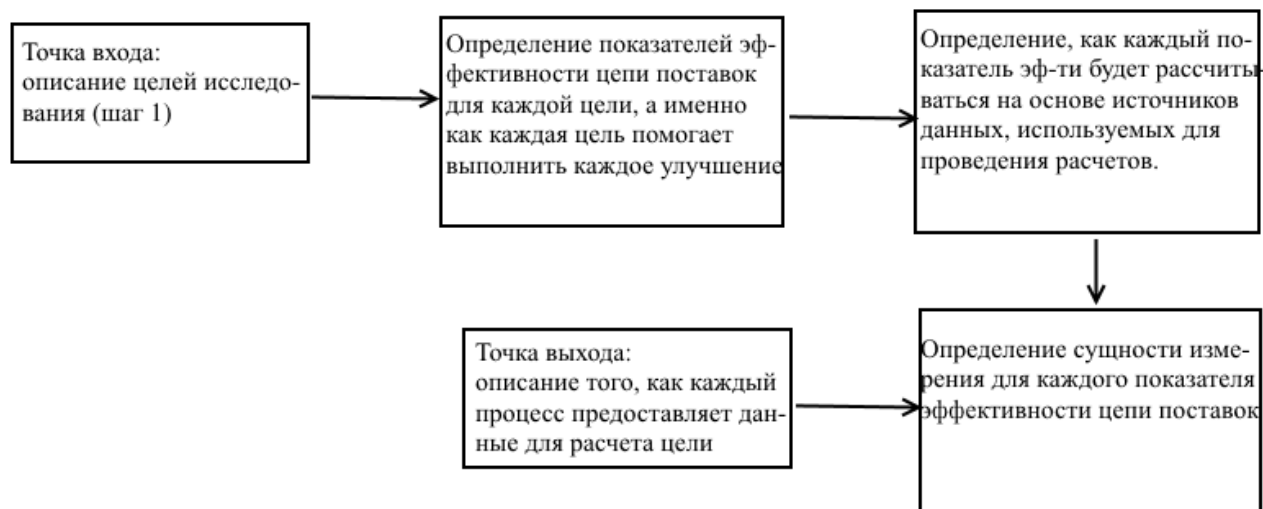 Точка входа:
описание целей исследо-
вания (шаг 1)
Определение показателей эф-
фективности цепи поставок
для каждой цели, а именно
как каждая цель помогает
выполнить каждое улучшение
Определение, как каждый по-
казатель эф-ти будет рассчиты-
ваться на основе источников
данных, используемых для
проведения расчетов.
Точка выхода:
описание того, как каждый
процесс предоставляет дан-
ные для расчета цели
Определение сущности изме-
рения для каждого показателя
эффективности цепи поставок